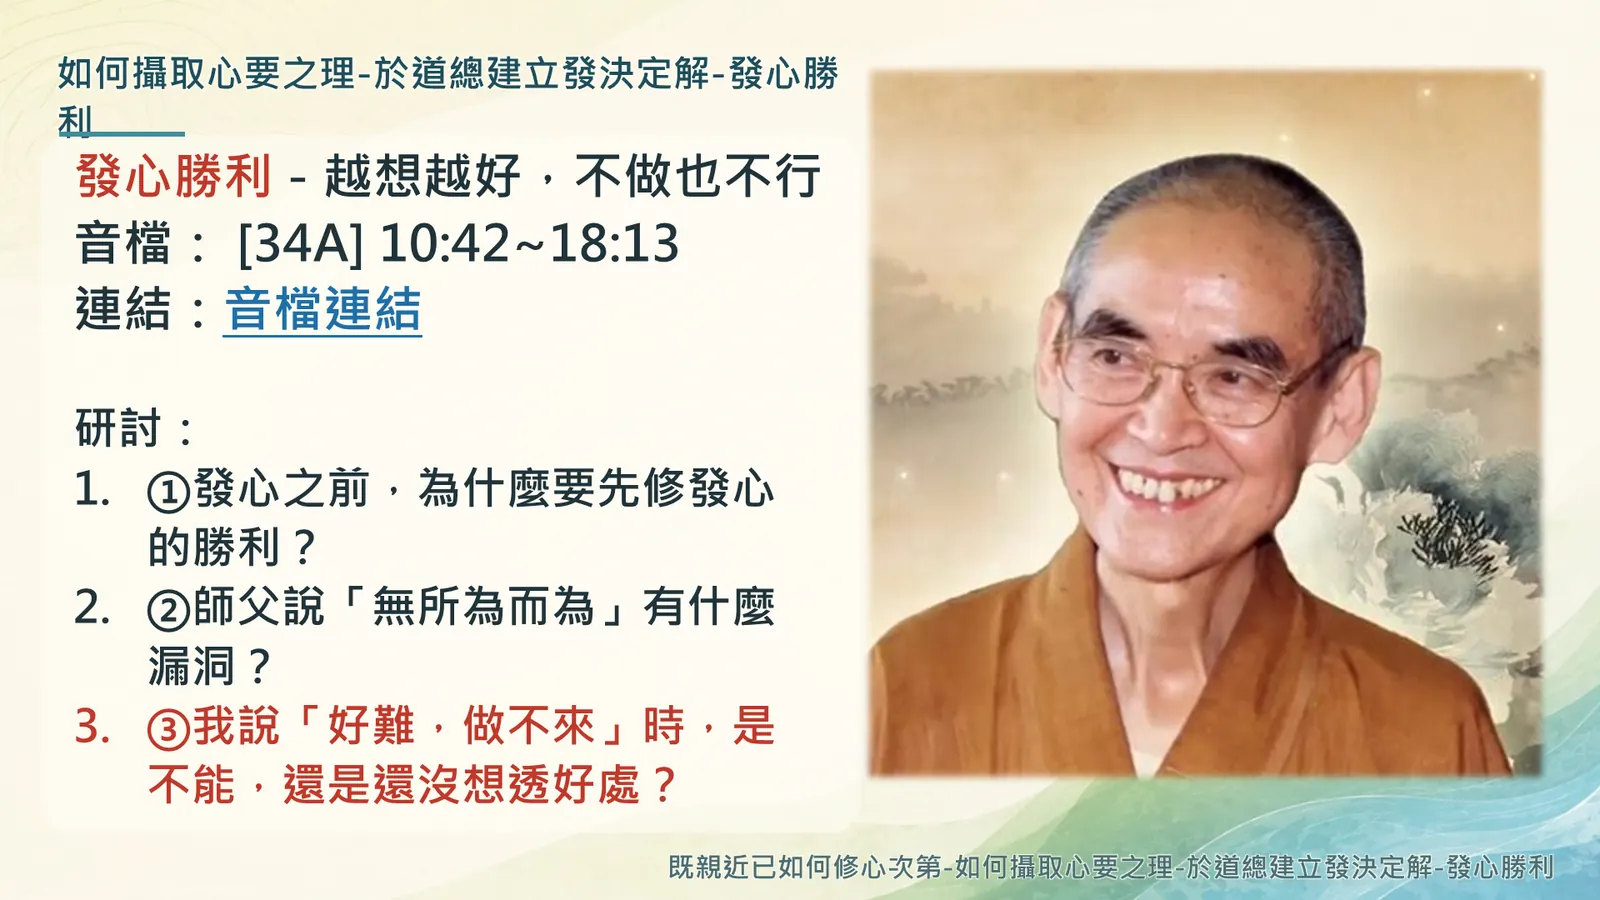 如何攝取心要之理-於道總建立發決定解-發心勝
利
發心勝利 - 越想越好，不做也不行
音檔： [34A] 10:42~18:13
連結：音檔連結
研討：
1. ①發心之前，為什麼要先修發心
的勝利？
2. ②師父說「無所為而為」有什麼
漏洞？
3. ③我說「好難，做不來」時，是
不能，還是還沒想透好處？
既親近已如何修心次第-如何攝取心要之理-於道總建立發決定解-發心勝利